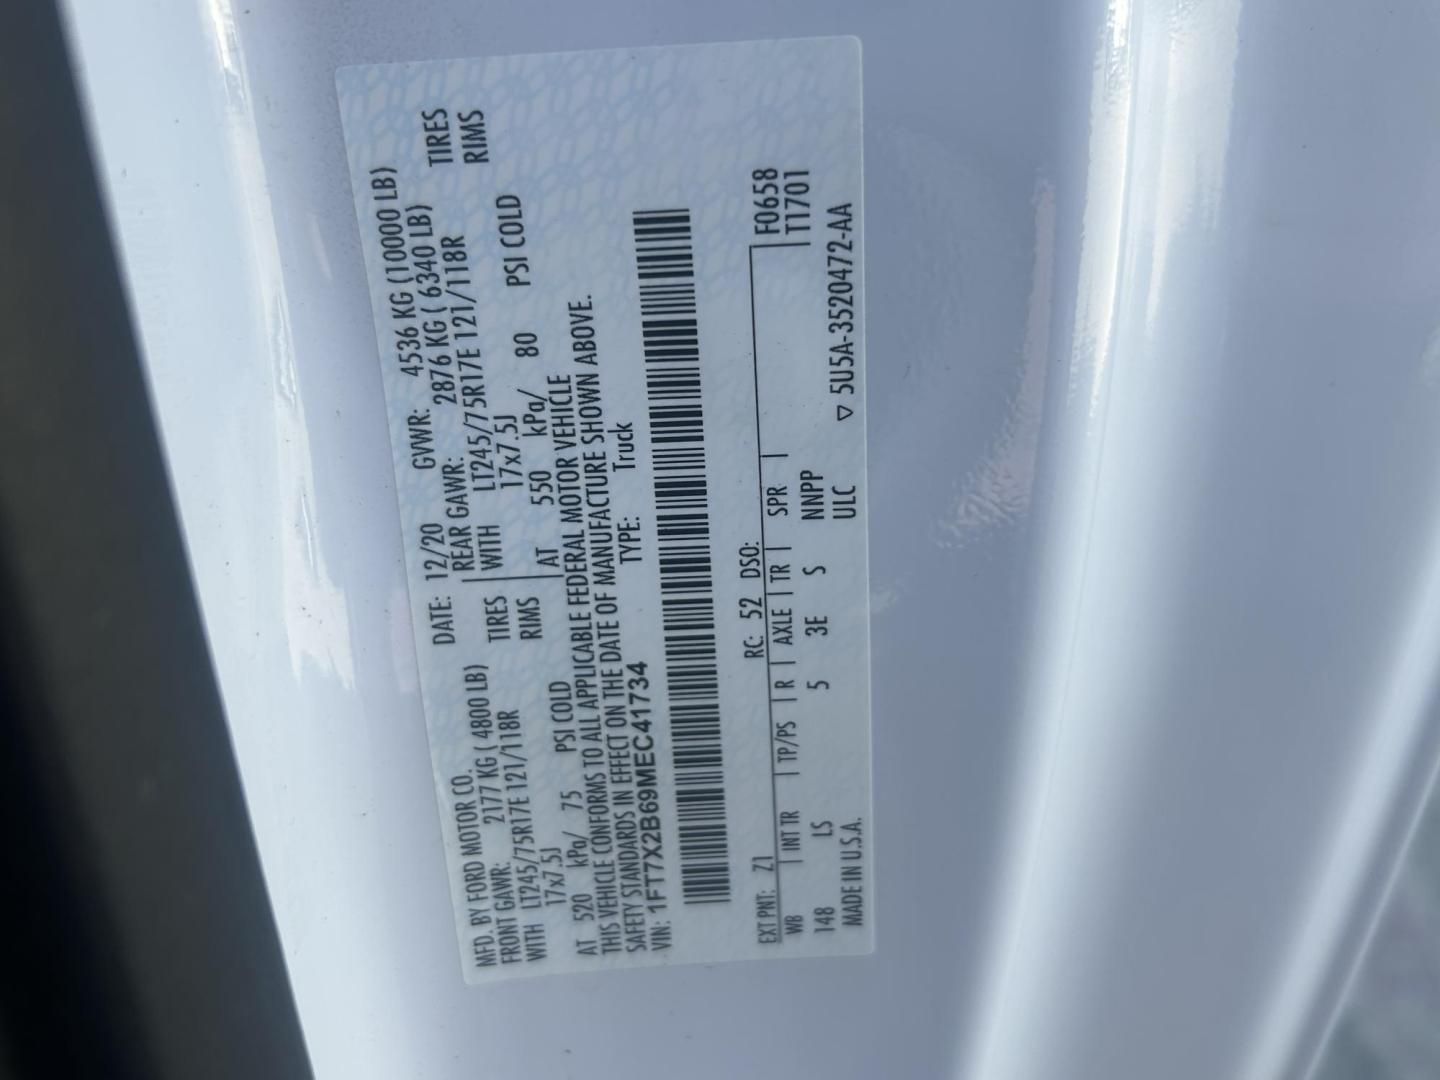 MFD. BY FORD MOTOR CO. DATE: 12/20 GVWR: 4536 KG (10000 LB)
FRONT GAWR: 2177 KG ( 4800 LB) REAR GAWR: 2876 KG ( 6340 LB)
WITH LT245/75R17E 121/118R TIRES WITH LT245/75R17E 121/118R TIRES
17x7.5J RIMS 17x7.5J RIMS
AT 520 kPa/ 75 PSI COLD AT 550 kPa/ 80 PSI COLD
THIS VEHICLE CONFORMS TO ALL APPLICABLE FEDERAL MOTOR VEHICLE
SAFETY STANDARDS IN EFFECT ON THE DATE OF MANUFACTURE SHOWN ABOVE.
VIN: 1FT7X2B69MEC41734 TYPE: Truck
EXT PNT: Z1 RC: 52 DSO: F0658
WB | INT TR | TP/PS | R | AXLE | TR | SPR | T1701
148 LS 5 3E S NNPP
MADE IN U.S.A. ULC ▽ 5U5A-3520472-AA